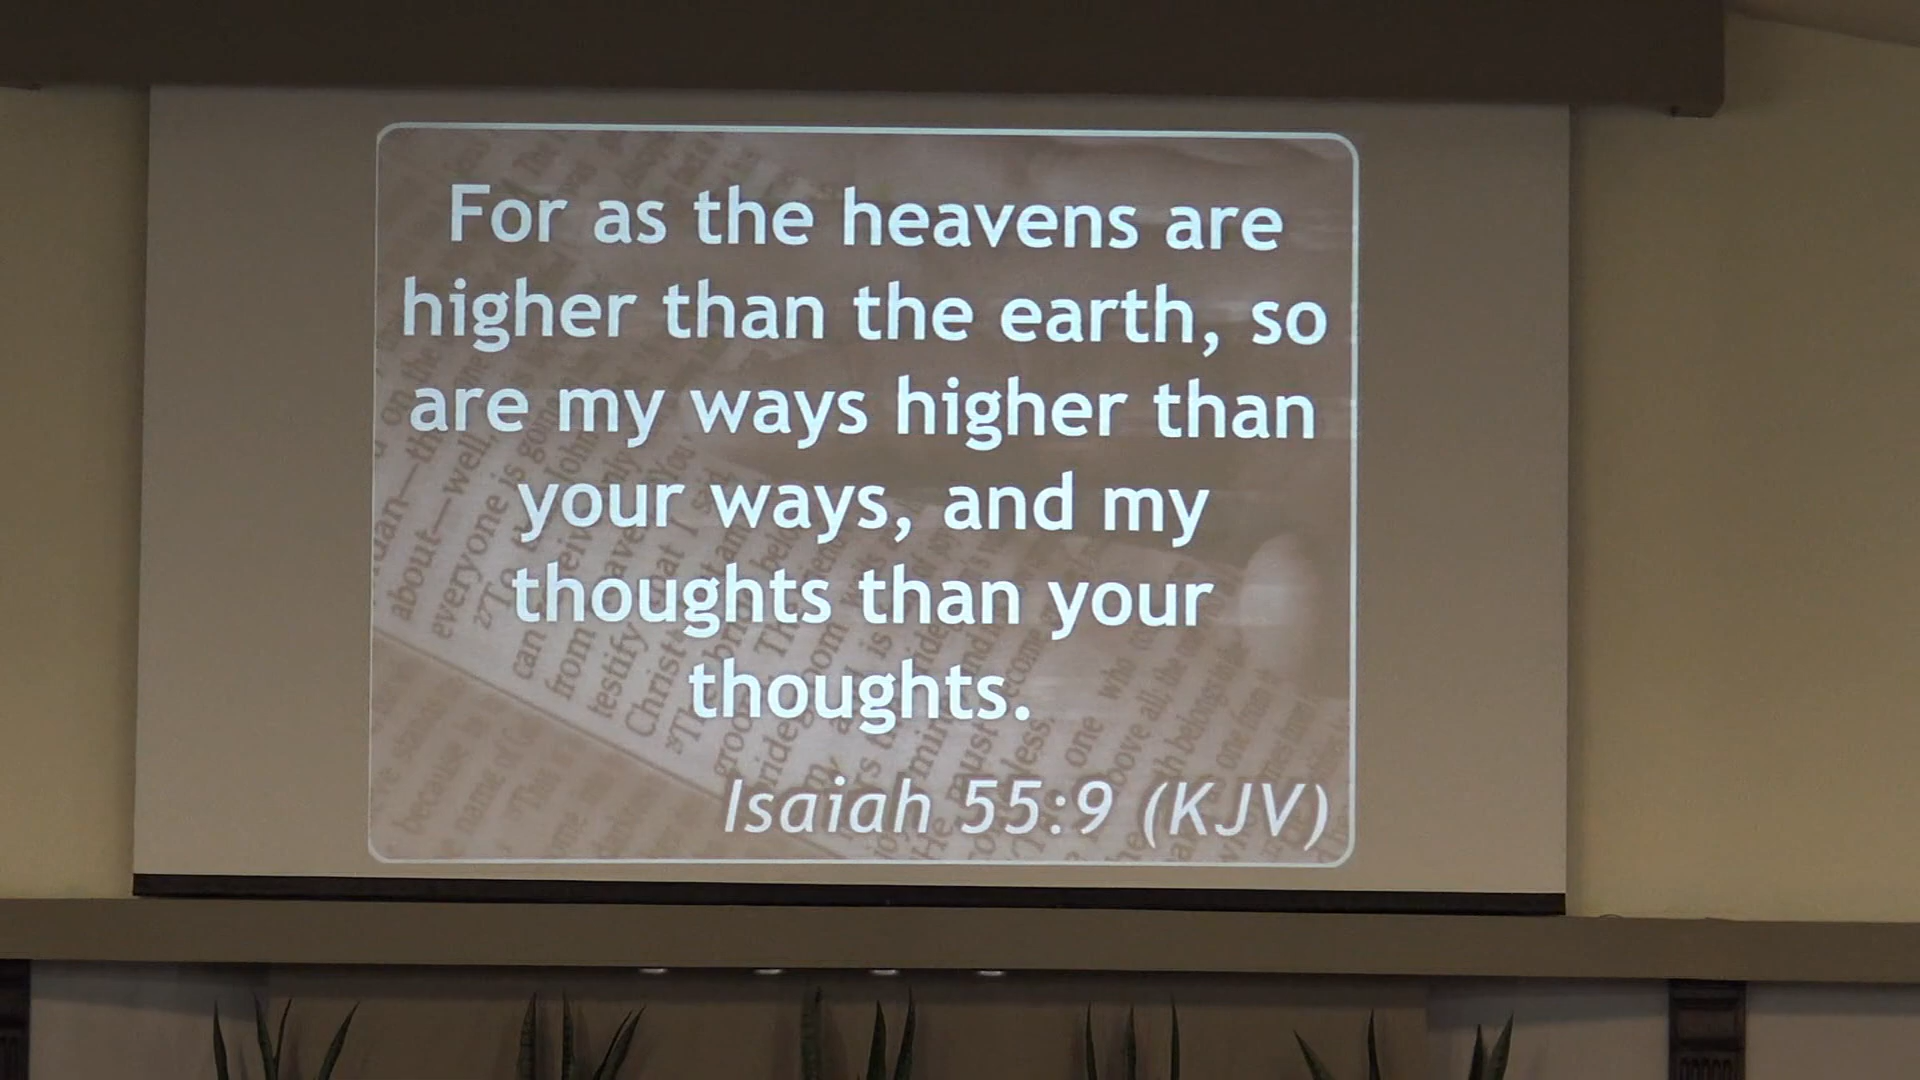 For as the heavens are
higher than the earth, so
are my ways higher than
your ways, and my
thoughts than your
thoughts.
Isaiah 55:9 (KJV)